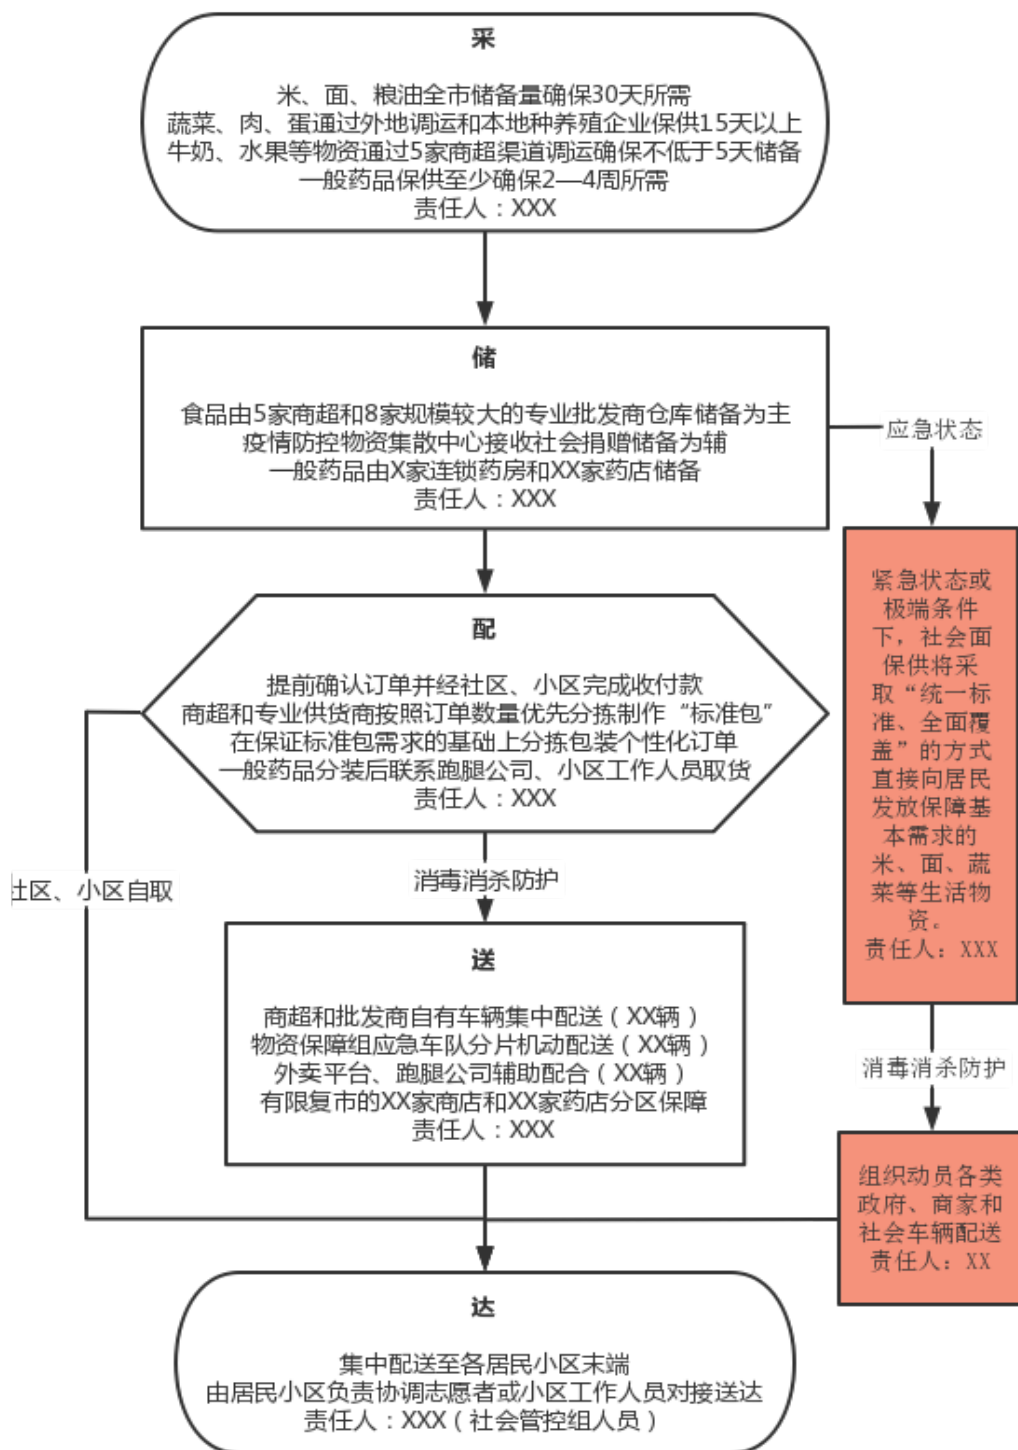 采
米、面、粮油全市储备量确保30天所需
蔬菜、肉、蛋通过外地调运和本地种养殖企业保供15天以上
牛奶、水果等物资通过5家商超渠道调运确保不低于5天储备
一般药品保供至少确保2—4周所需
责任人：XXX
储
食品由5家商超和8家规模较大的专业批发商仓库储备为主
疫情防控物资集散中心接收社会捐赠储备为辅
一般药品由X家连锁药房和XX家药店储备
责任人：XXX
应急状态
紧急状态或
极端条件
下，社会面
保供将采
取“统一标
准、全面覆
盖”的方式
直接向居民
发放保障基
本需求的
米、面、蔬
菜等生活物
资。
责任人：XXX
配
提前确认订单并经社区、小区完成收付款
商超和专业供货商按照订单数量优先分拣制作“标准包”
在保证标准包需求的基础上分拣包装个性化订单
一般药品分装后联系跑腿公司、小区工作人员取货
责任人：XXX
消毒消杀防护
社区、小区自取
送
商超和批发商自有车辆集中配送（XX辆）
物资保障组应急车队分片机动配送（XX辆）
外卖平台、跑腿公司辅助配合（XX辆）
有限复市的XX家商店和XX家药店分区保障
责任人：XXX
消毒消杀防护
组织动员各类
政府、商家和
社会车辆配送
责任人：XX
达
集中配送至各居民小区末端
由居民小区负责协调志愿者或小区工作人员对接送达
责任人：XXX（社会管控组人员）